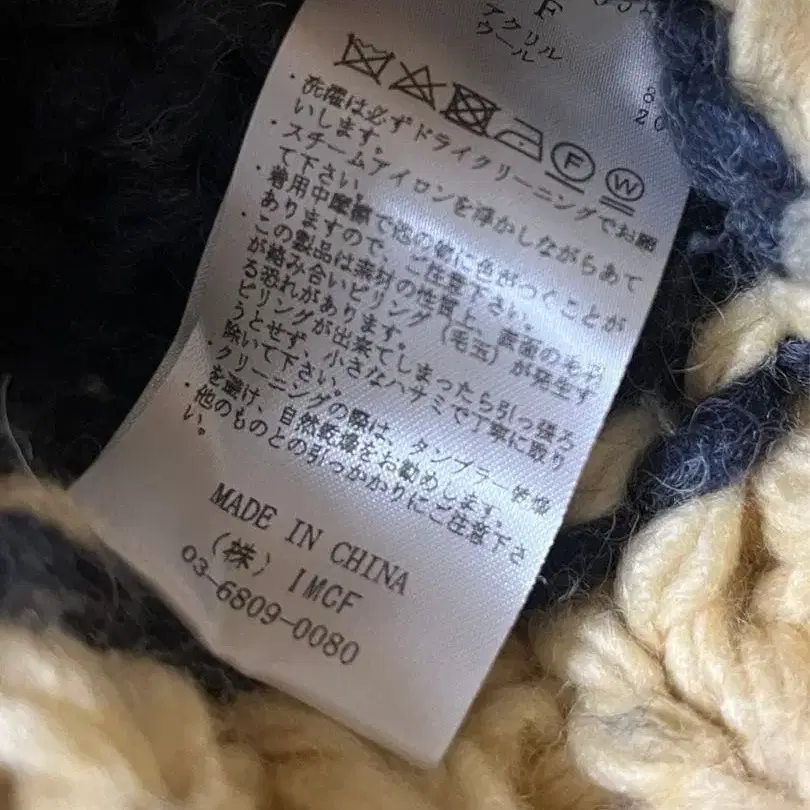 F
アクリル 8
ウール 20
F W
・洗濯は必ずドライクリーニングでお願
いします。
・スチームアイロンを浮かしながらあて
て下さい。
・着用中摩擦で他の物に色がつくことが
ありますので、ご注意下さい。
・この製品は素材の性質上、表面の毛羽
が絡み合いピリング（毛玉）が発生す
る恐れがあります。
ピリングが出来てしまったら引っ張ろ
うとせず、小さなハサミで丁寧に取り
除いて下さい。
・クリーニングの際は、タンブラー乾燥
を避け、自然乾燥をお勧めします。
・他のものとの引っかかりにご注意下さ
い。
MADE IN CHINA
（株）IMCF
03-6809-0080